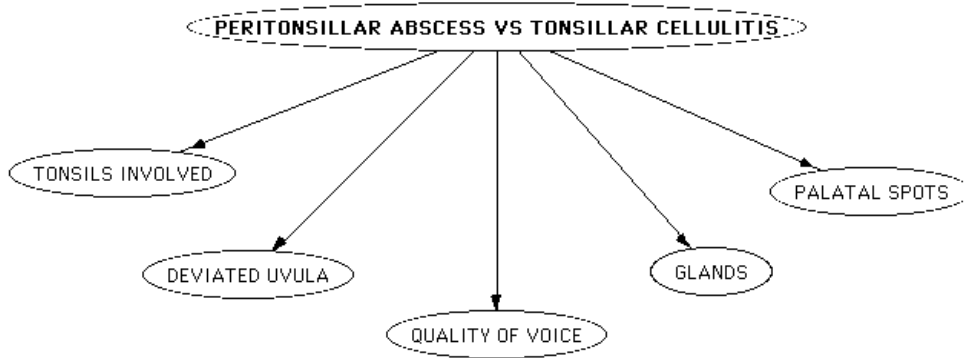 PERITONSILLAR ABSCESS VS TONSILLAR CELLULITIS
TONSILS INVOLVED
PALATAL SPOTS
DEVIATED UVULA
GLANDS
QUALITY OF VOICE